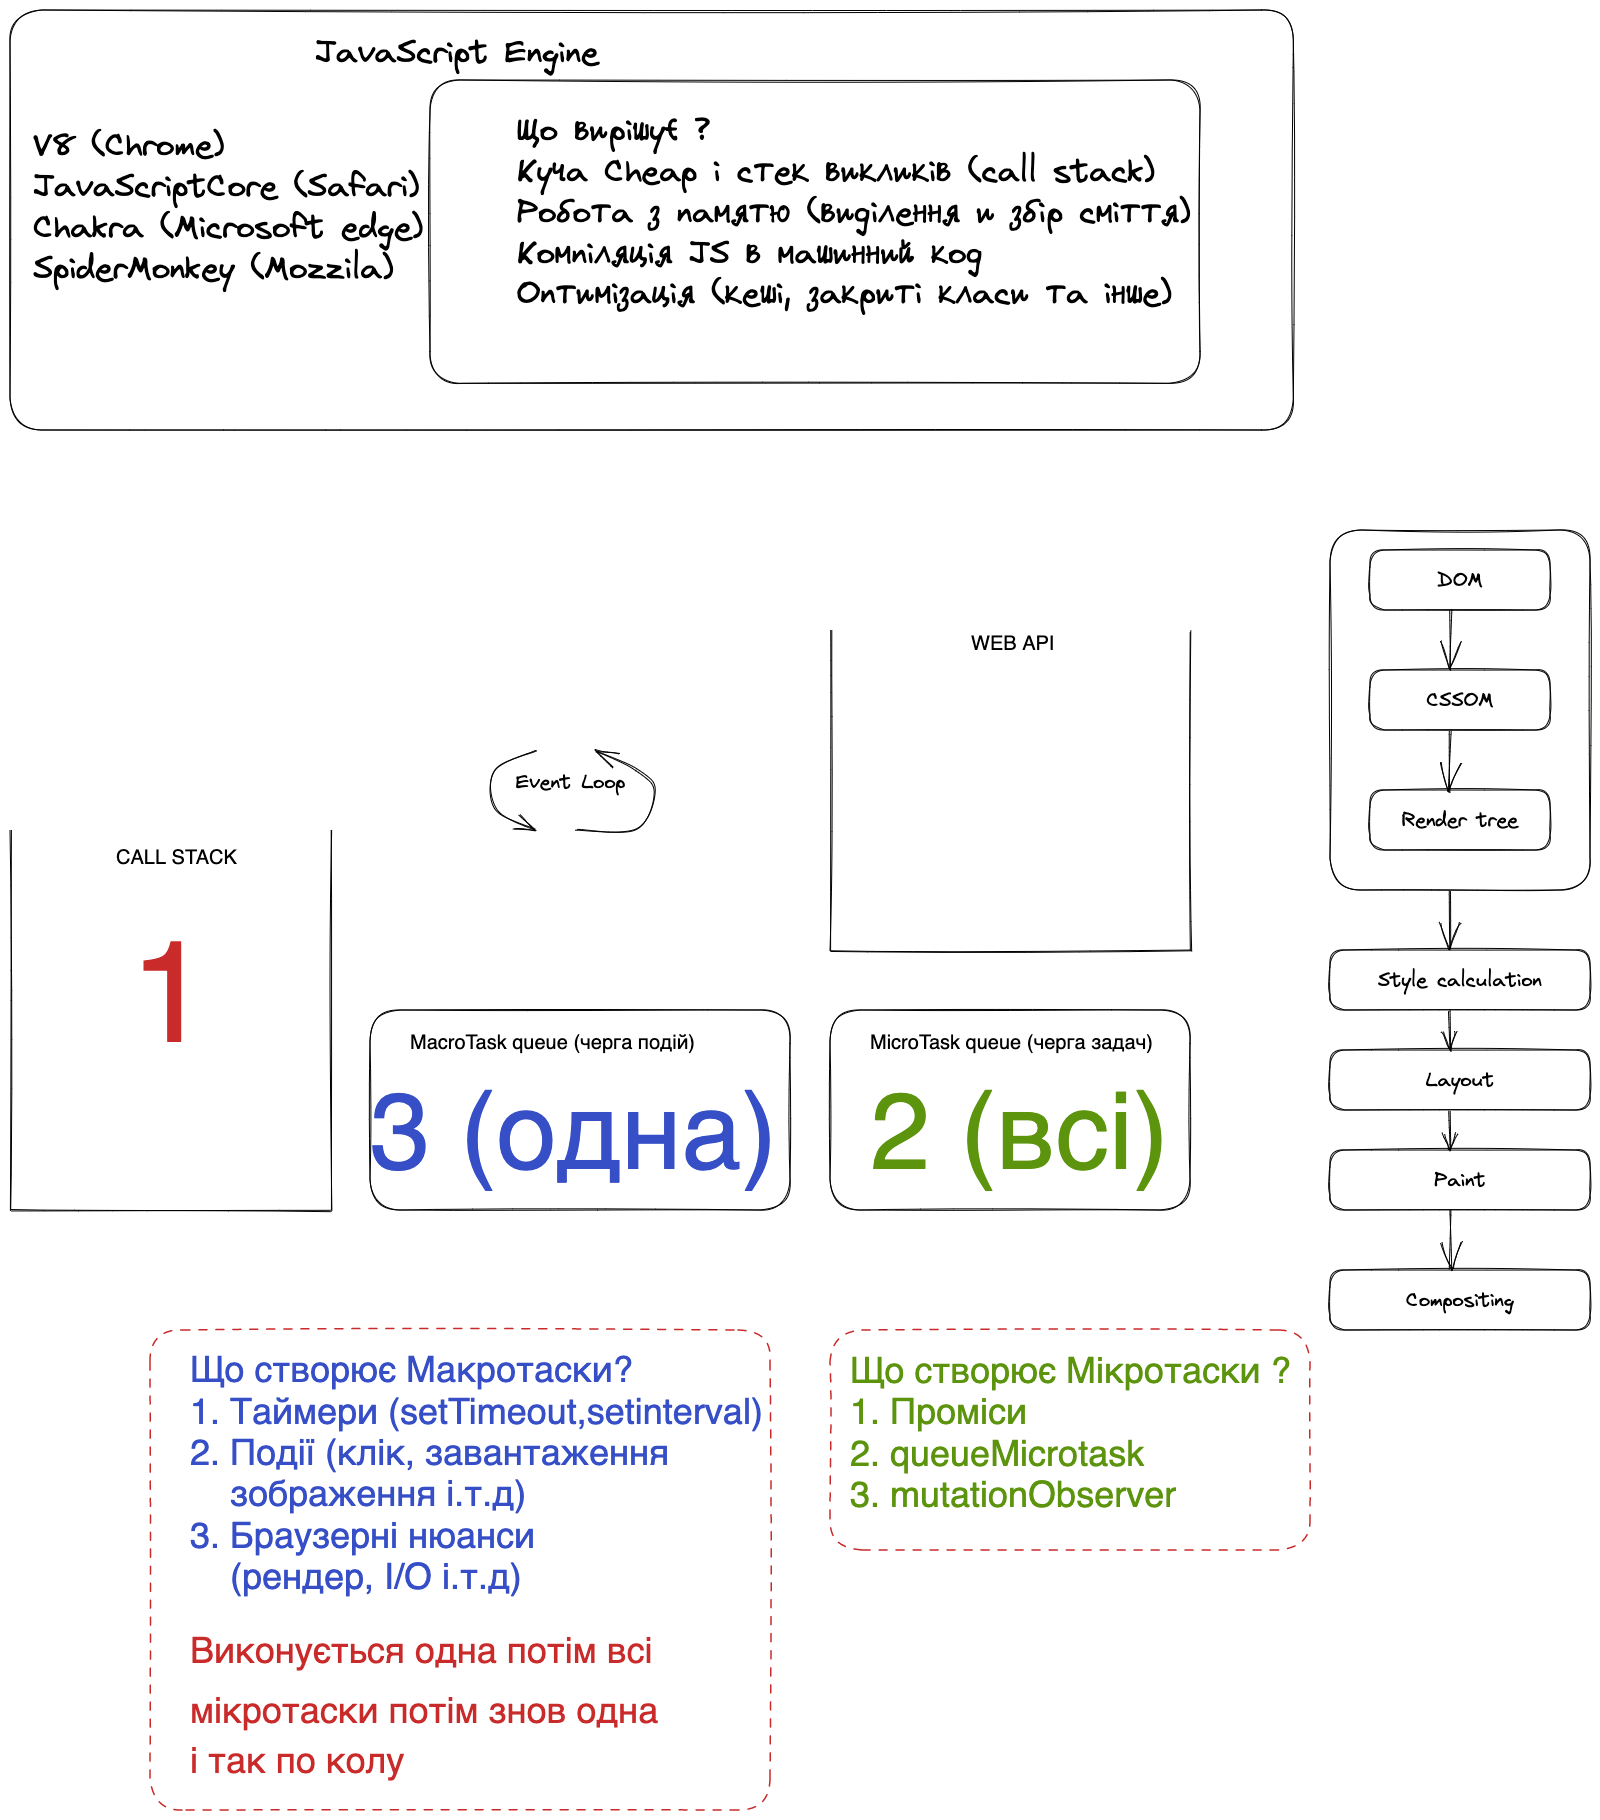 JavaScript Engine
V8 (Chrome)
JavaScriptCore (Safari)
Chakra (Microsoft edge)
SpiderMonkey (Mozzila)
Що вирішує ?
Куча Cheap і стек викликів (call stack)
Робота з памятю (виділення и збір сміття)
Компіляція JS в машинний код
Оптимізація (кеші, закриті класи та інше)
DOM
CSSOM
Render tree
Style calculation
Layout
Paint
Compositing
WEB API
Event Loop
CALL STACK
1
MacroTask queue (черга подій)
3 (одна)
MicroTask queue (черга задач)
2 (всі)
Що створює Макротаски?
1. Таймери (setTimeout,setinterval)
2. Події (клік, завантаження
зображення і.т.д)
3. Браузерні нюанси
(рендер, I/O і.т.д)
Виконується одна потім всі
мікротаски потім знов одна
і так по колу
Що створює Мікротаски ?
1. Проміси
2. queueMicrotask
3. mutationObserver